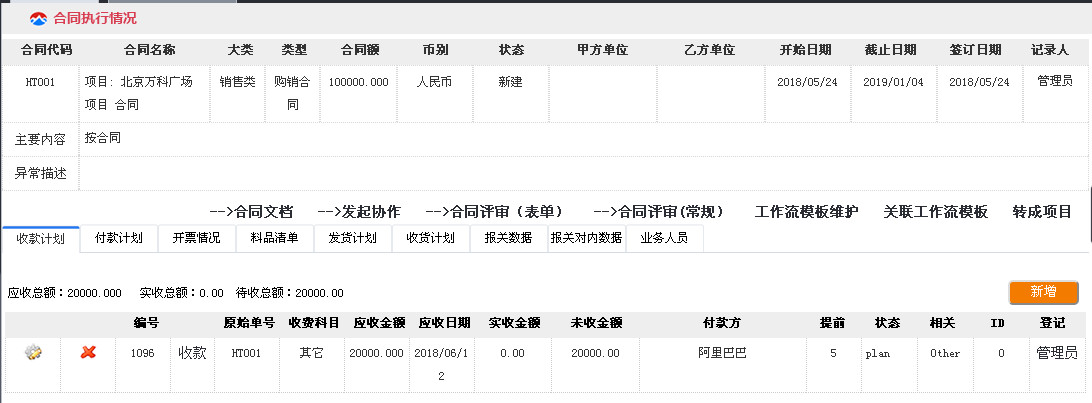 合同执行情况
合同代码 合同名称 大类 类型 合同额 币别 状态 甲方单位 乙方单位 开始日期 截止日期 签订日期 记录人
HT001 项目: 北京万科广场 销售类 购销合 100000.000 人民币 新建 2018/05/24 2019/01/04 2018/05/24 管理员
项目 合同 同
主要内容 按合同
异常描述
-->合同文档 -->发起协作 -->合同评审（表单） -->合同评审(常规) 工作流模板维护 关联工作流模板 转成项目
收款计划 付款计划 开票情况 料品清单 发货计划 收货计划 报关数据 报关对内数据 业务人员
应收总额：20000.000 实收总额：0.00 待收总额：20000.00 新增
编号 原始单号 收费科目 应收金额 应收日期 实收金额 未收金额 付款方 提前 状态 相关 ID 登记
1096 收款 HT001 其它 20000.000 2018/06/1 0.00 20000.00 阿里巴巴 5 plan Other 0 管理员
2